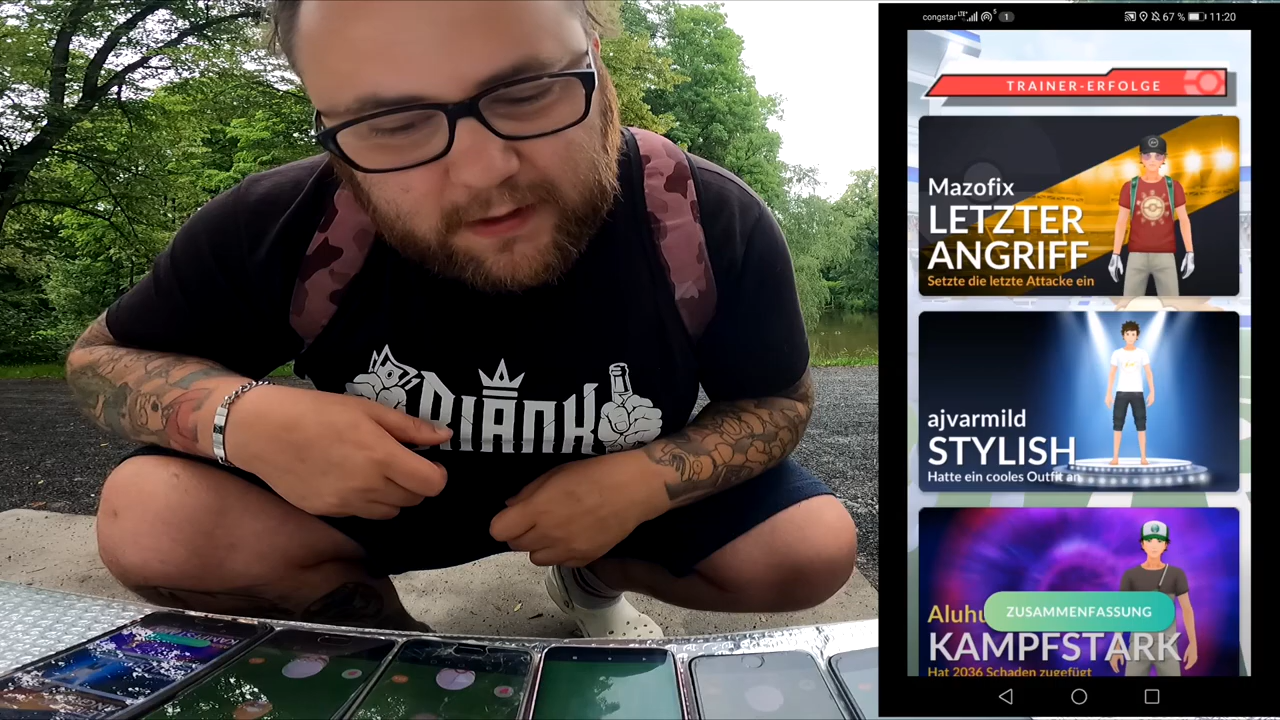 congstar
1
67 %
11:20
TRAINER-ERFOLGE
Mazofix
LETZTER
ANGRIFF
Setzte die letzte Attacke ein
ajvarmild
STYLISH
Hatte ein cooles Outfit an
ZUSAMMENFASSUNG
KAMPFSTARK
Hat 2036 Schaden zugefügt